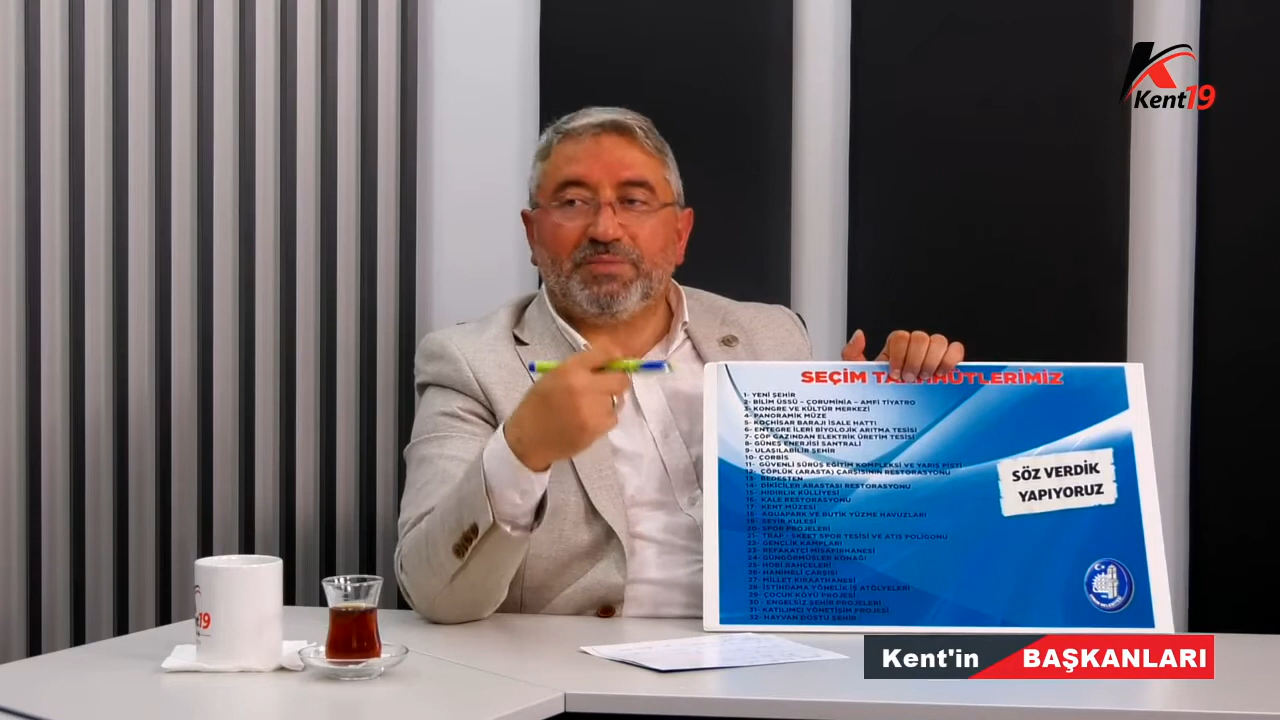 Kent19
SEÇİM TAAHHÜTLERİMİZ
1- YENİ ŞEHİR
2- BİLİM ÜSSÜ – ÇORUMİNİA – AMFİ TİYATRO
3- KONGRE VE KÜLTÜR MERKEZİ
4- PANORAMİK MÜZE
5- KOÇHİSAR BARAJI İSALE HATTI
6- ENTEGRE İLERİ BİYOLOJİK ARITMA TESİSİ
7- ÇÖP GAZINDAN ELEKTRİK ÜRETİM TESİSİ
8- GÜNEŞ ENERJİSİ SANTRALİ
9- ULAŞILABİLİR ŞEHİR
10- ÇORBİS
11- GÜVENLİ SÜRÜŞ EĞİTİM KOMPLEKSİ VE YARIŞ PİSTİ
12- ÇÖPLÜK (ARASTA) ÇARŞISININ RESTORASYONU
13- BEDESTEN
14- DİKİCİLER ARASTASI RESTORASYONU
15- HIDIRLIK KÜLLİYESİ
16- KALE RESTORASYONU
17- KENT MÜZESİ
18- AQUAPARK VE BUTİK YÜZME HAVUZLARI
19- SEYİR KULESİ
20- SPOR PROJELERİ
21- TRAP - SKEET SPOR TESİSİ VE ATIŞ POLİGONU
22- GENÇLİK KAMPLARI
23- REFAKATÇİ MİSAFİRHANESİ
24- GÜNDÖRMÜŞLER KONAĞI
25- HOBİ BAHÇELERİ
26- HANIMELİ ÇARŞISI
27- MİLLET KIRAATHANESİ
28- İSTİHDAMA YÖNELİK İŞ ATÖLYELERİ
29- ÇOCUK KÖYÜ PROJESİ
30- ENGELSİZ ŞEHİR PROJELERİ
31- KATILIMCI YÖNETİŞİM PROJESİ
32- HAYVAN DOSTU ŞEHİR
SÖZ VERDİK
YAPIYORUZ
19
Kent'in BAŞKANLARI